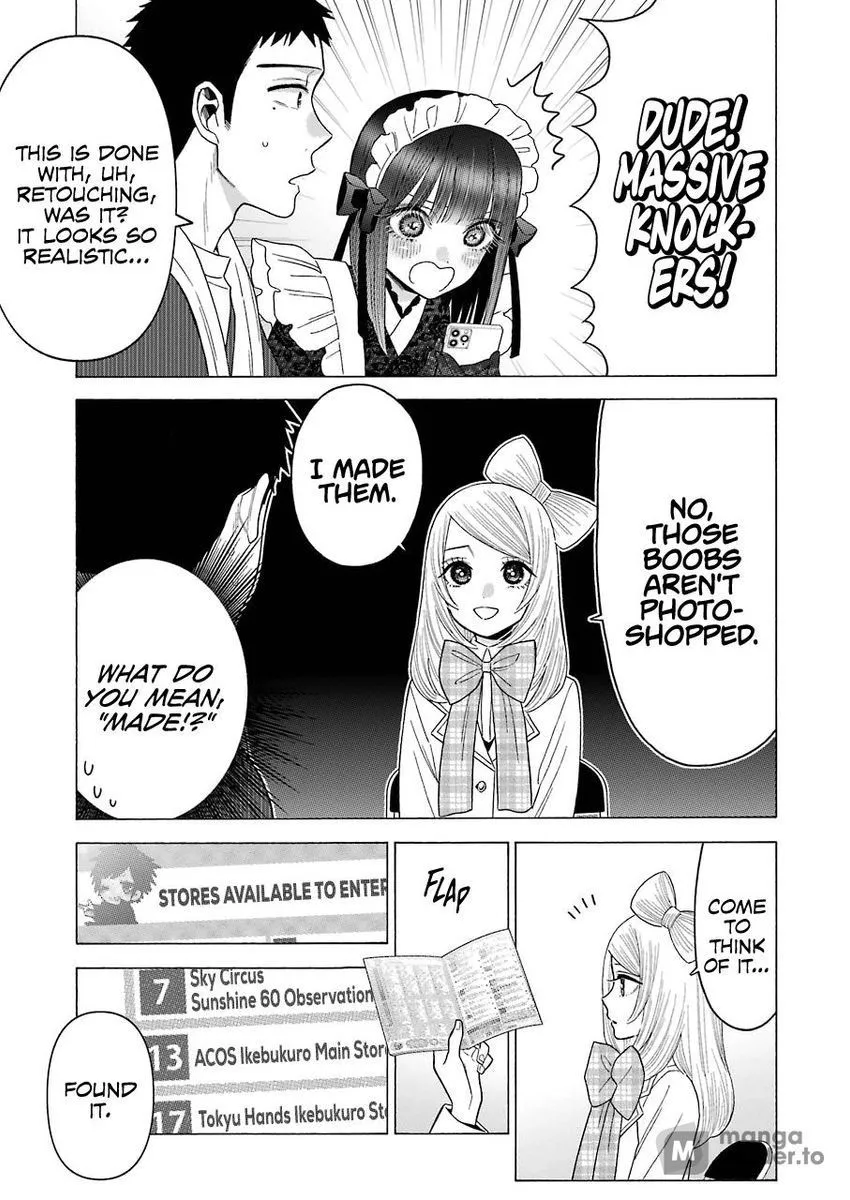 DUDE!
MASSIVE
KNOCK-
ERS!
THIS IS DONE
WITH, UH,
RETOUCHING,
WAS IT?
IT LOOKS SO
REALISTIC...
NO,
THOSE
BOOBS
AREN'T
PHOTO-
SHOPPED.
I MADE
THEM.
WHAT DO
YOU MEAN,
"MADE!?"
COME
TO
THINK
OF IT...
FLAP
STORES AVAILABLE TO ENTER
7
Sky Circus
Sunshine 60 Observation
13 ACOS Ikebukuro Main Store
17 Tokyu Hands Ikebukuro St
FOUND
IT.
M manga